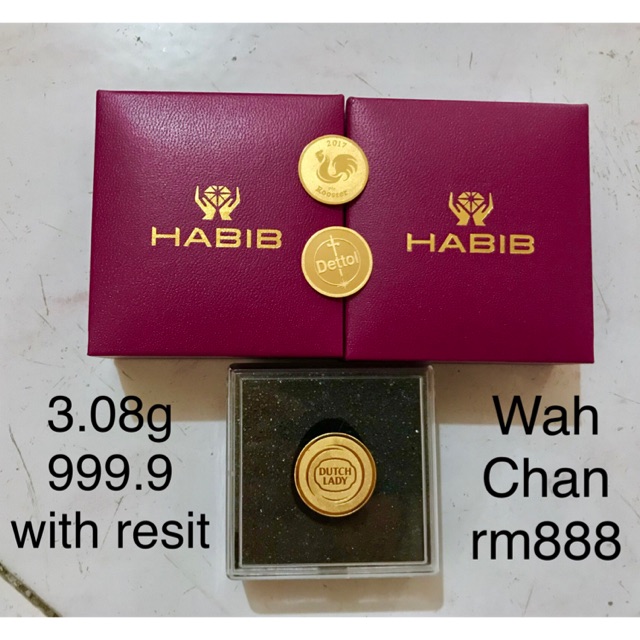 2017
Rooster
HABIB
HABIB
Dettol
3.08g
999.9
with resit
DUTCH
LADY
Wah
Chan
rm888